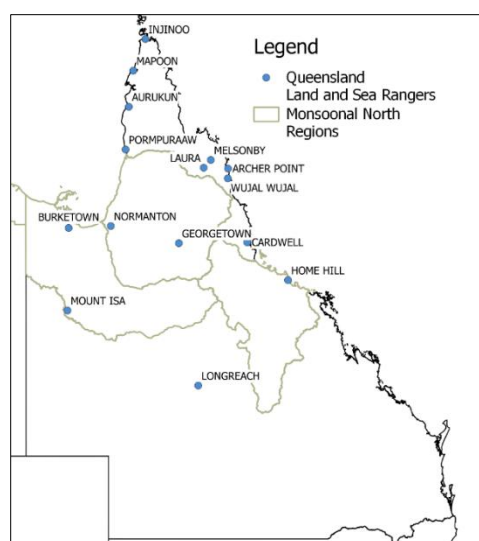 INJINOO
Legend
MAPOON
Queensland
Land and Sea Rangers
AURUKUN
Monsoonal North
Regions
PORMPURAAW
MELSONBY
LAURA
ARCHER POINT
WUJAL WUJAL
BURKETOWN
NORMANTON
GEORGETOWN
CARDWELL
HOME HILL
MOUNT ISA
LONGREACH